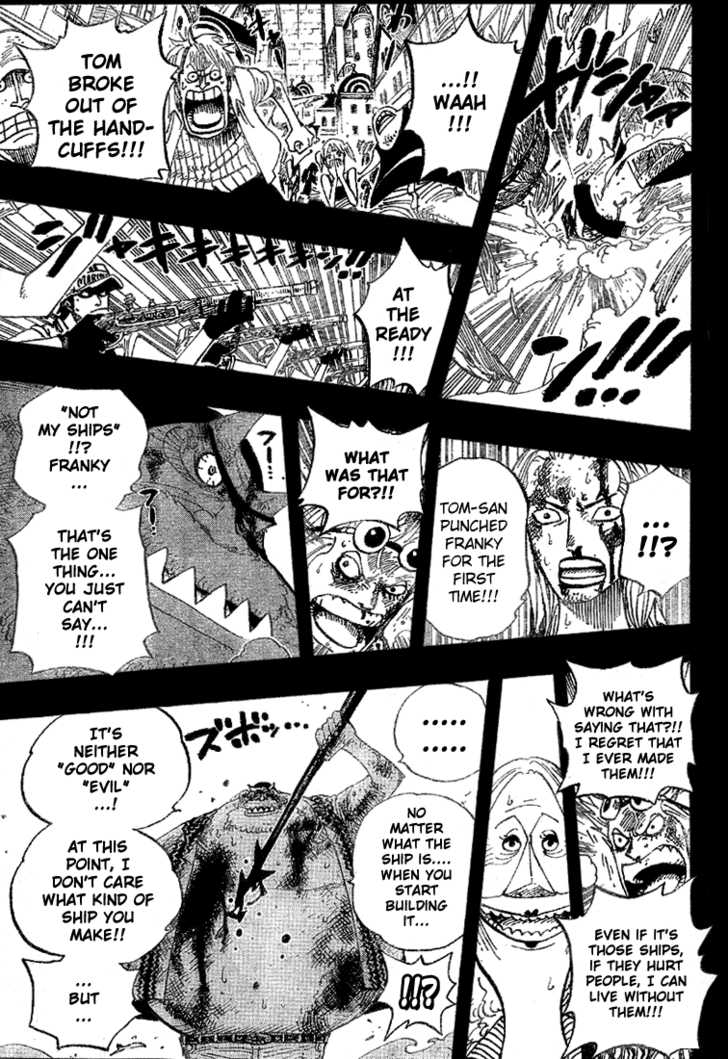 ...!!
WAAH
!!!
TOM
BROKE
OUT OF
THE HAND-
CUFFS!!!
AT
THE
READY
!!!
...
!!?
TOM-SAN
PUNCHED
FRANKY
FOR THE
FIRST
TIME!!!
WHAT
WAS THAT
FOR?!!
"NOT
MY SHIPS"
!!?
FRANKY
...
THAT'S
THE ONE
THING...
YOU JUST
CAN'T
SAY...
!!!
WHAT'S
WRONG WITH
SAYING THAT?!!
I REGRET THAT
I EVER MADE
THEM!!!
EVEN IF IT'S
THOSE SHIPS,
IF THEY HURT
PEOPLE, I CAN
LIVE WITHOUT
THEM!!!
.....
.....
NO
MATTER
WHAT THE
SHIP IS....
WHEN YOU
START
BUILDING
IT...
!!?
ズボッ...
IT'S
NEITHER
"GOOD" NOR
"EVIL"
...!
AT THIS
POINT, I
DON'T CARE
WHAT KIND OF
SHIP YOU
MAKE!!
...
BUT
...